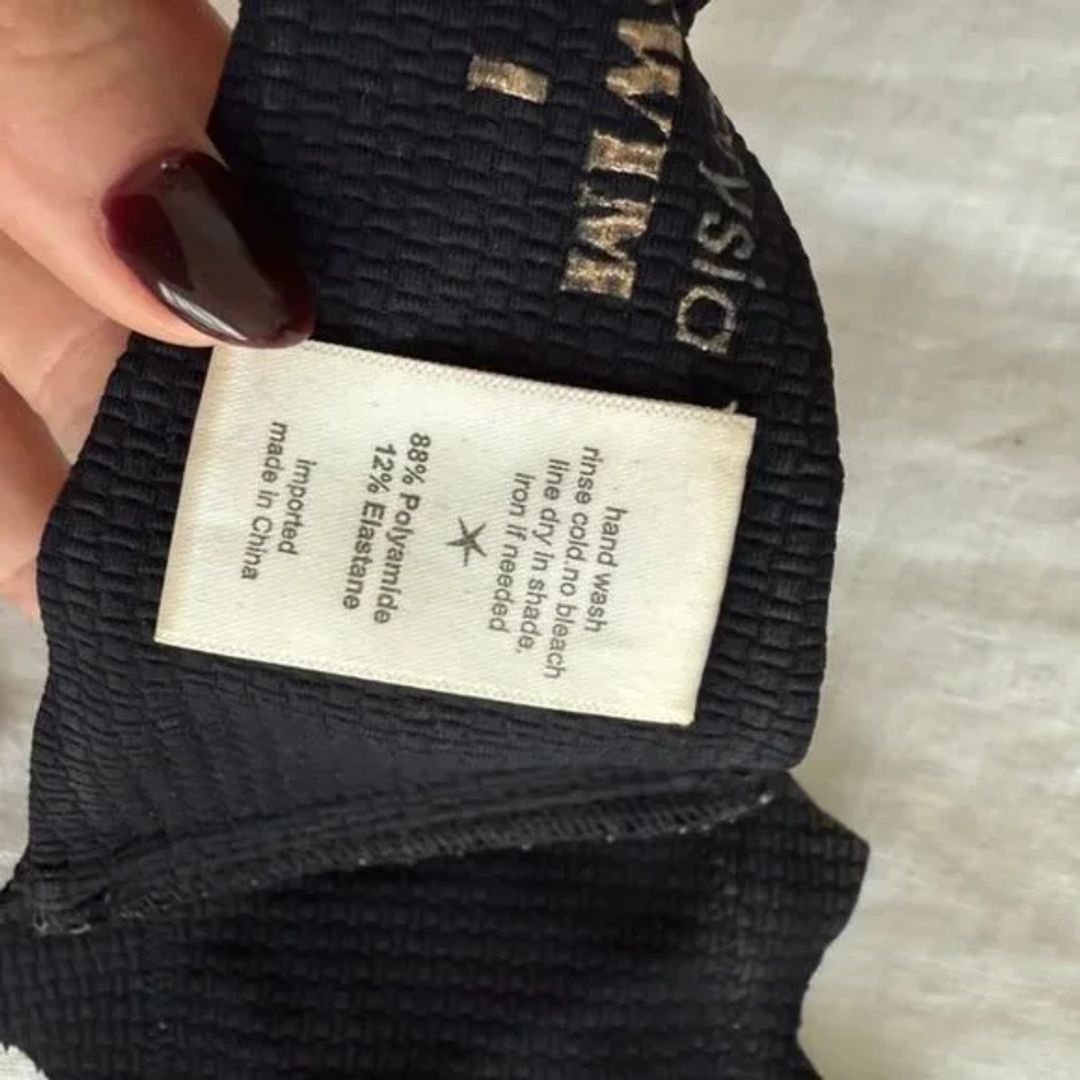 WIM
I
hand wash
rinse cold.no bleach
line dry in shade.
iron if needed
88% Polyamide
12% Elastane
imported
made in China